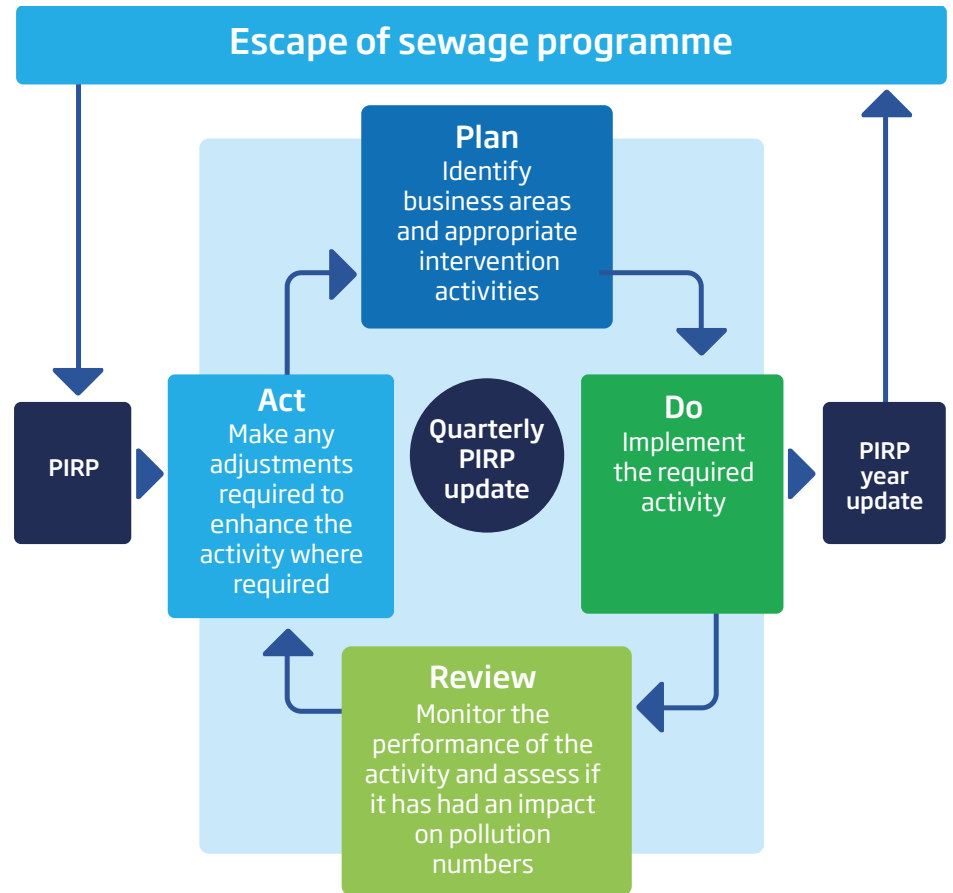 Escape of sewage programme
Plan
Identify
business areas
and appropriate
intervention
activities
PIRP
Act
Make any
adjustments
required to
enhance the
activity where
required
Quarterly
PIRP
update
Do
Implement
the required
activity
PIRP
year
update
Review
Monitor the
performance of the
activity and assess if
it has had an impact
on pollution
numbers